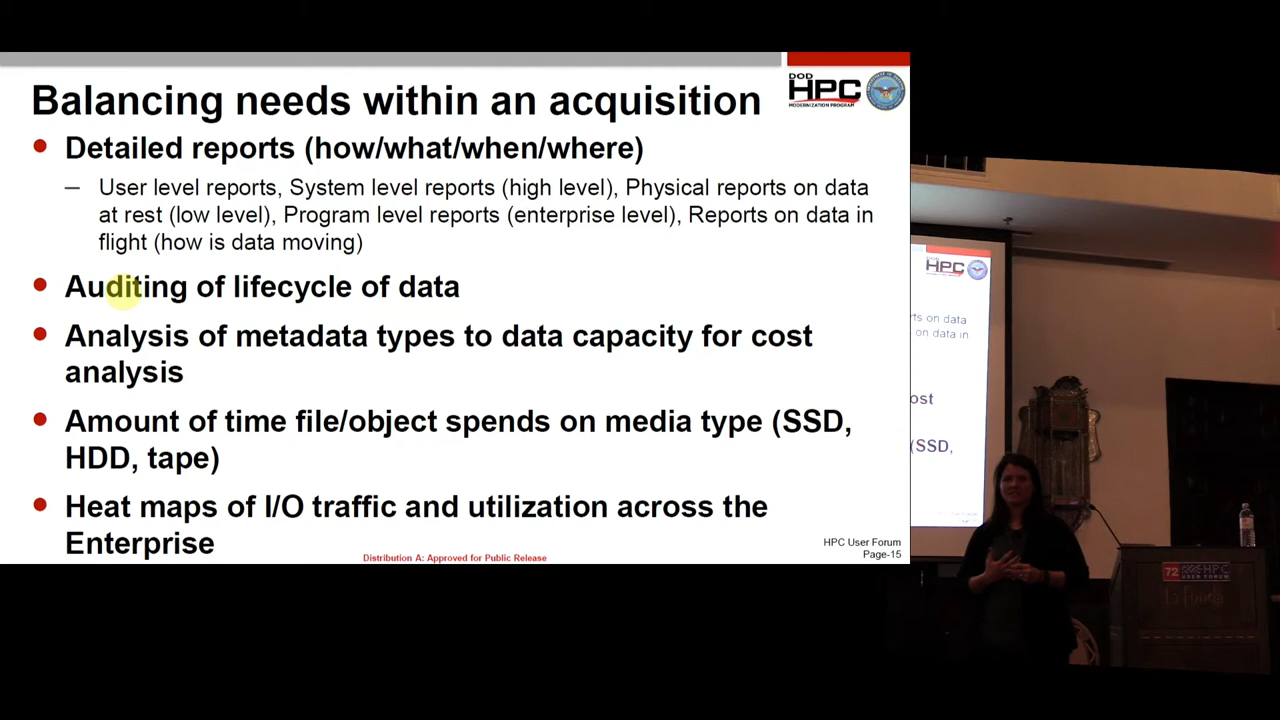 Balancing needs within an acquisition
DOD
HPC
MODERNIZATION PROGRAM
• Detailed reports (how/what/when/where)
– User level reports, System level reports (high level), Physical reports on data
at rest (low level), Program level reports (enterprise level), Reports on data in
flight (how is data moving)
• Auditing of lifecycle of data
• Analysis of metadata types to data capacity for cost
analysis
• Amount of time file/object spends on media type (SSD,
HDD, tape)
• Heat maps of I/O traffic and utilization across the
Enterprise
Distribution A: Approved for Public Release
HPC User Forum
Page-15
HPC
rts on data
on data in
ost
(SSD,
72 HPC
USER FORUM
la Fonda